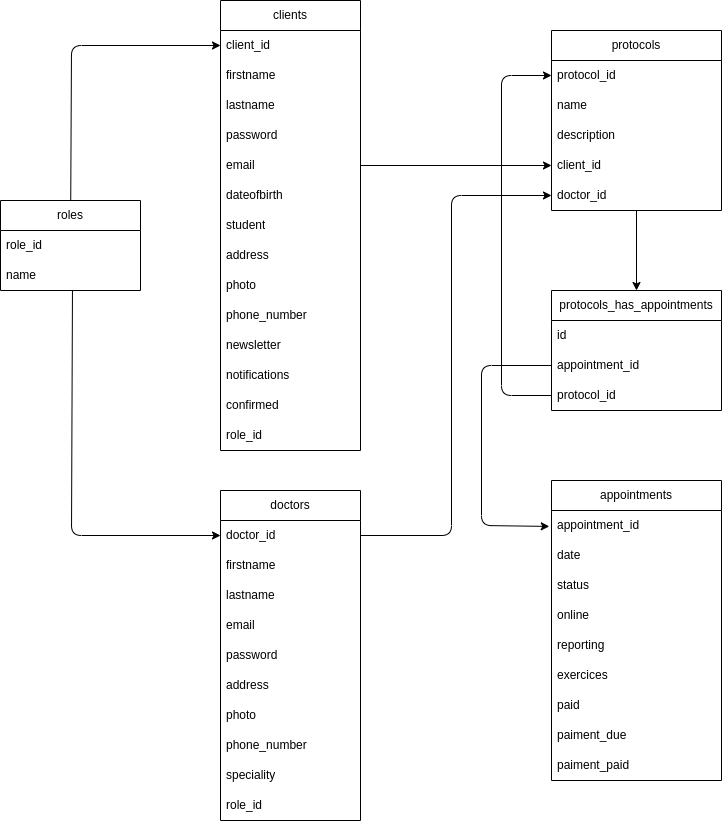 clients
client_id
firstname
lastname
password
email
dateofbirth
student
address
photo
phone_number
newsletter
notifications
confirmed
role_id
protocols
protocol_id
name
description
client_id
doctor_id
roles
role_id
name
protocols_has_appointments
id
appointment_id
protocol_id
doctors
doctor_id
firstname
lastname
email
password
address
photo
phone_number
speciality
role_id
appointments
appointment_id
date
status
online
reporting
exercices
paid
paiment_due
paiment_paid